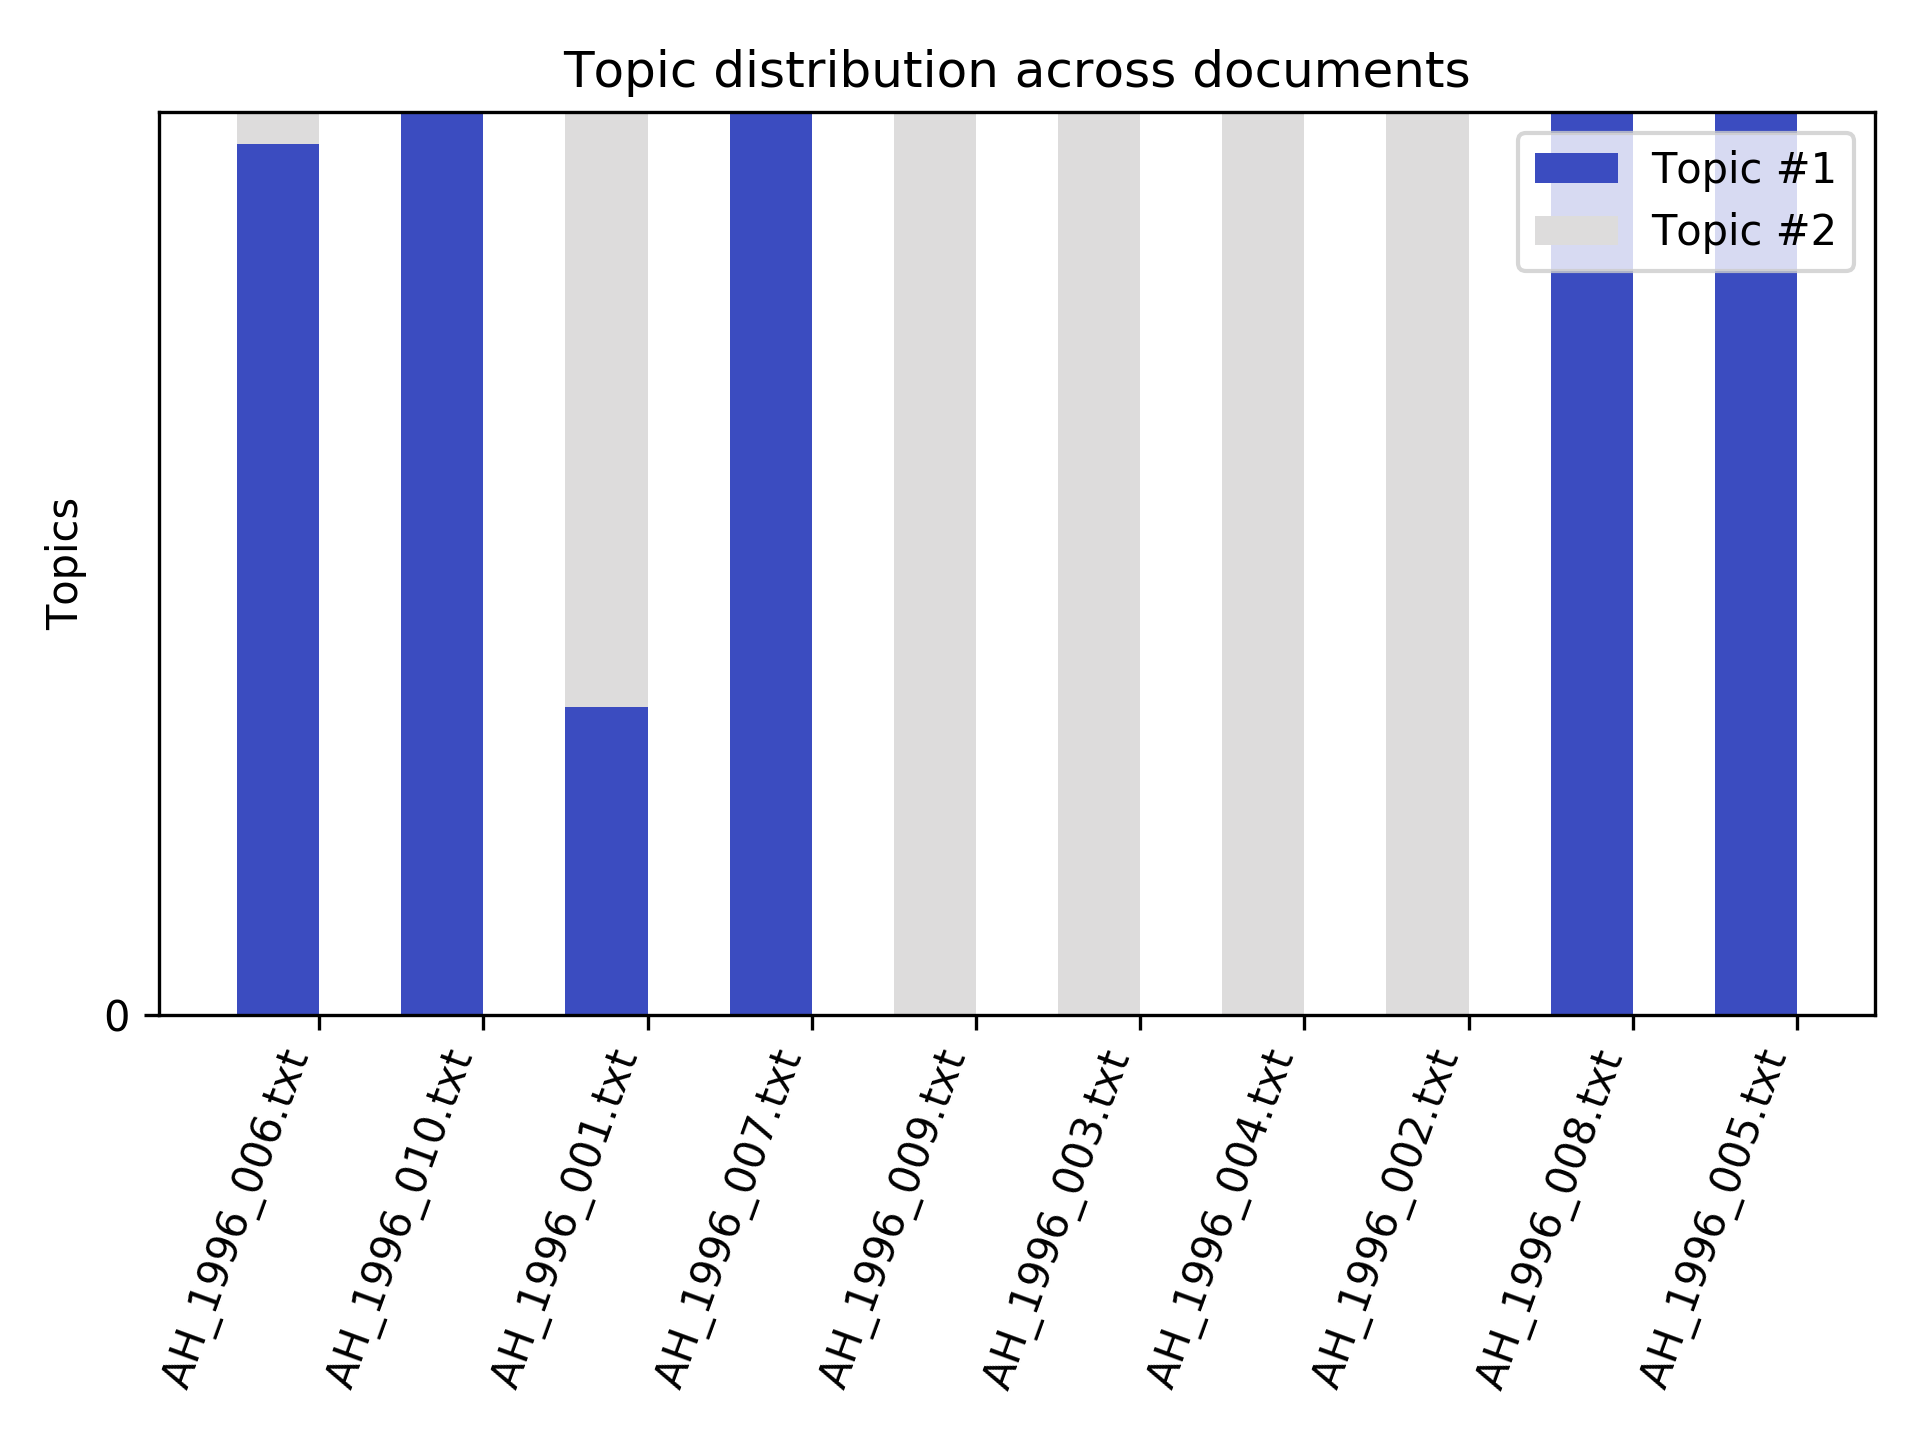 Topic distribution across documents
Topic #1
Topic #2
Topics
0
AH_1996_006.txt
AH_1996_010.txt
AH_1996_001.txt
AH_1996_007.txt
AH_1996_009.txt
AH_1996_003.txt
AH_1996_004.txt
AH_1996_002.txt
AH_1996_008.txt
AH_1996_005.txt